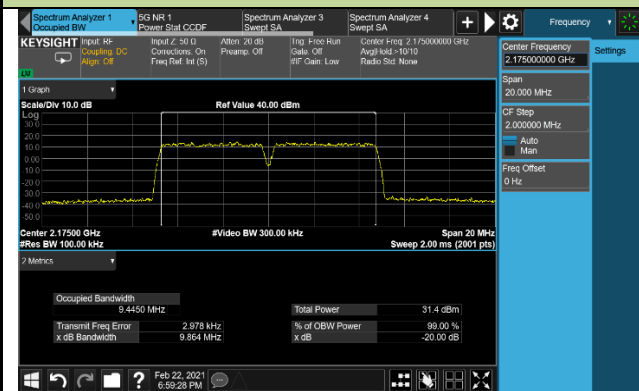 Spectrum Analyzer 1
Occupied BW
5G NR 1
Power Stat CCDF
Spectrum Analyzer 3
Swept SA
Spectrum Analyzer 4
Swept SA
Frequency
KEYSIGHT
Input: RF
Coupling: DC
Align: Off
Input Z: 50 Ω
Corrections: On
Freq Ref: Int (S)
Atten: 20 dB
Preamp: Off
Trig: Free Run
Gate: Off
#IF Gain: Low
Center Freq: 2.175000000 GHz
Avg|Hold:>10/10
Radio Std: None
Center Frequency
2.175000000 GHz
Settings
Span
20.000 MHz
CF Step
2.000000 MHz
Auto
Man
Freq Offset
0 Hz
1 Graph
Scale/Div 10.0 dB
Ref Value 40.00 dBm
Log
30.0
20.0
10.0
0.00
-10.0
-20.0
-30.0
-40.0
-50.0
Center 2.17500 GHz
#Video BW 300.00 kHz
Span 20 MHz
#Res BW 100.00 kHz
Sweep 2.00 ms (2001 pts)
2 Metrics
Occupied Bandwidth
9.4450 MHz
Total Power
31.4 dBm
Transmit Freq Error
2.978 kHz
% of OBW Power
99.00 %
x dB Bandwidth
9.864 MHz
x dB
-20.00 dB
Feb 22, 2021
6:59:28 PM